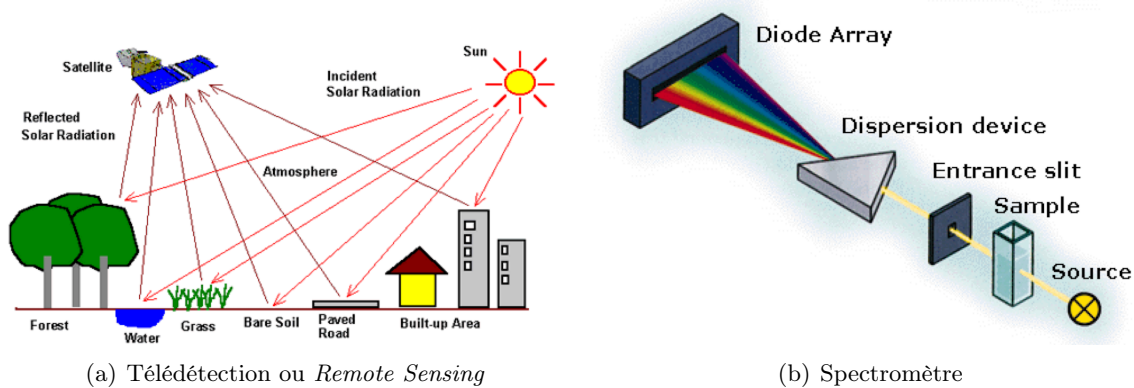 Satellite
Sun
Incident
Solar Radiation
Reflected
Solar Radiation
Atmosphere
Forest
Water
Grass
Bare Soil
Paved
Road
Built-up Area
(a) Télédétection ou Remote Sensing
Diode Array
Dispersion device
Entrance slit
Sample
Source
(b) Spectromètre